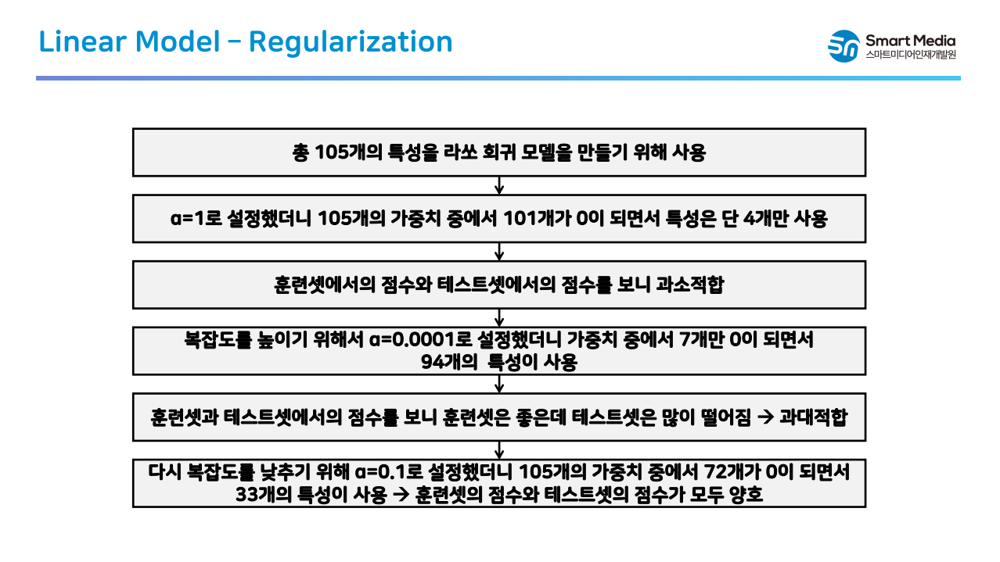 Linear Model – Regularization
Smart Media
스마트미디어인재개발원
총 105개의 특성을 라쏘 회귀 모델을 만들기 위해 사용
α=1로 설정했더니 105개의 가중치 중에서 101개가 0이 되면서 특성은 단 4개만 사용
훈련셋에서의 점수와 테스트셋에서의 점수를 보니 과소적합
복잡도를 높이기 위해서 α=0.0001로 설정했더니 가중치 중에서 7개만 0이 되면서
94개의 특성이 사용
훈련셋과 테스트셋에서의 점수를 보니 훈련셋은 좋은데 테스트셋은 많이 떨어짐 → 과대적합
다시 복잡도를 낮추기 위해 α=0.1로 설정했더니 105개의 가중치 중에서 72개가 0이 되면서
33개의 특성이 사용 → 훈련셋의 점수와 테스트셋의 점수가 모두 양호